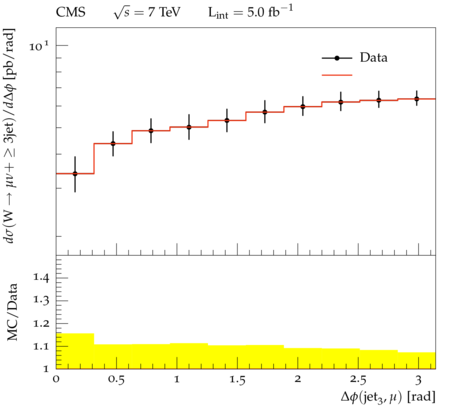 CMS √s = 7 TeV L_int = 5.0 fb⁻¹
10¹
dσ(W → μν+ ≥ 3jet)/dΔϕ [pb/rad]
Data
MC/Data
1.4
1.3
1.2
1.1
1
0 0.5 1 1.5 2 2.5 3
Δϕ(jet₃, μ) [rad]